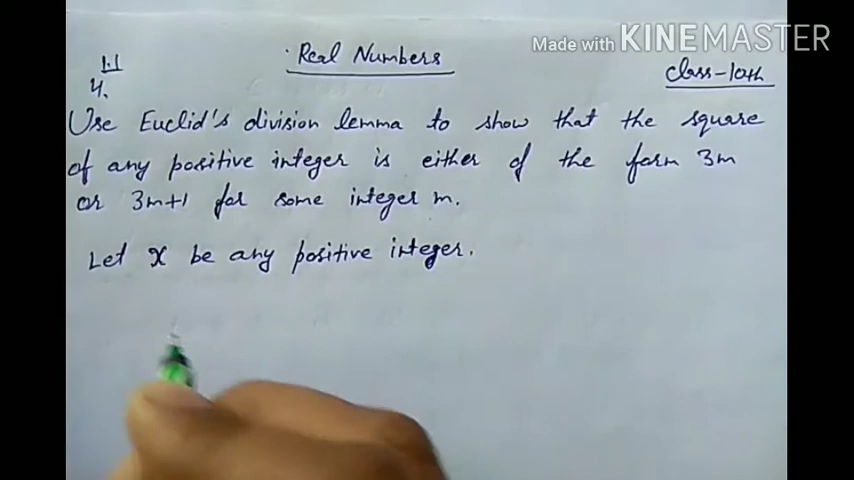 Made with KINEMASTER
1.1
Real Numbers
Class-10th
4.
Use Euclid's division lemma to show that the square
of any positive integer is either of the form 3m
or 3m+1 for some integer m.
Let x be any positive integer.